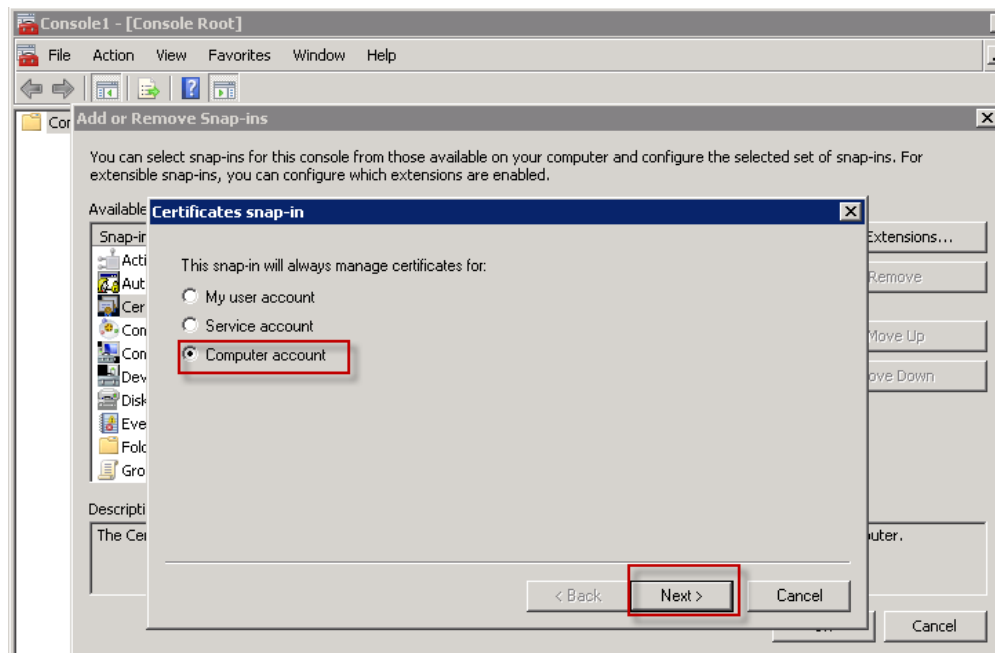 Console1 - [Console Root]
File Action View Favorites Window Help
Add or Remove Snap-ins
You can select snap-ins for this console from those available on your computer and configure the selected set of snap-ins. For
extensible snap-ins, you can configure which extensions are enabled.
Available
Certificates snap-in
Extensions...
This snap-in will always manage certificates for:
Remove
My user account
Service account
Move Up
Computer account
Down
The
< Back Next > Cancel
Cancel